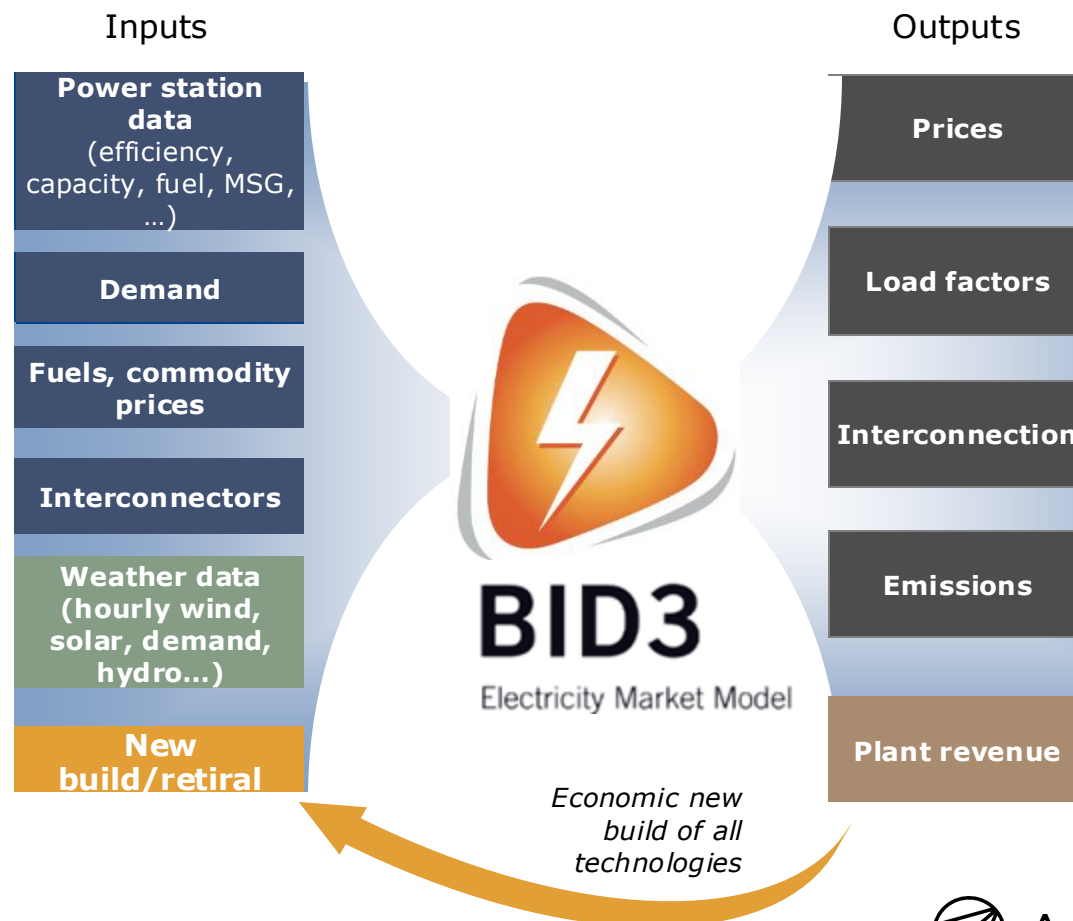 Inputs
Outputs
Power station
data
(efficiency,
capacity, fuel, MSG,
…)
Demand
Fuels, commodity
prices
Interconnectors
Weather data
(hourly wind,
solar, demand,
hydro…)
New
build/retiral
BID3
Electricity Market Model
Economic new
build of all
technologies
Prices
Load factors
Interconnection
Emissions
Plant revenue